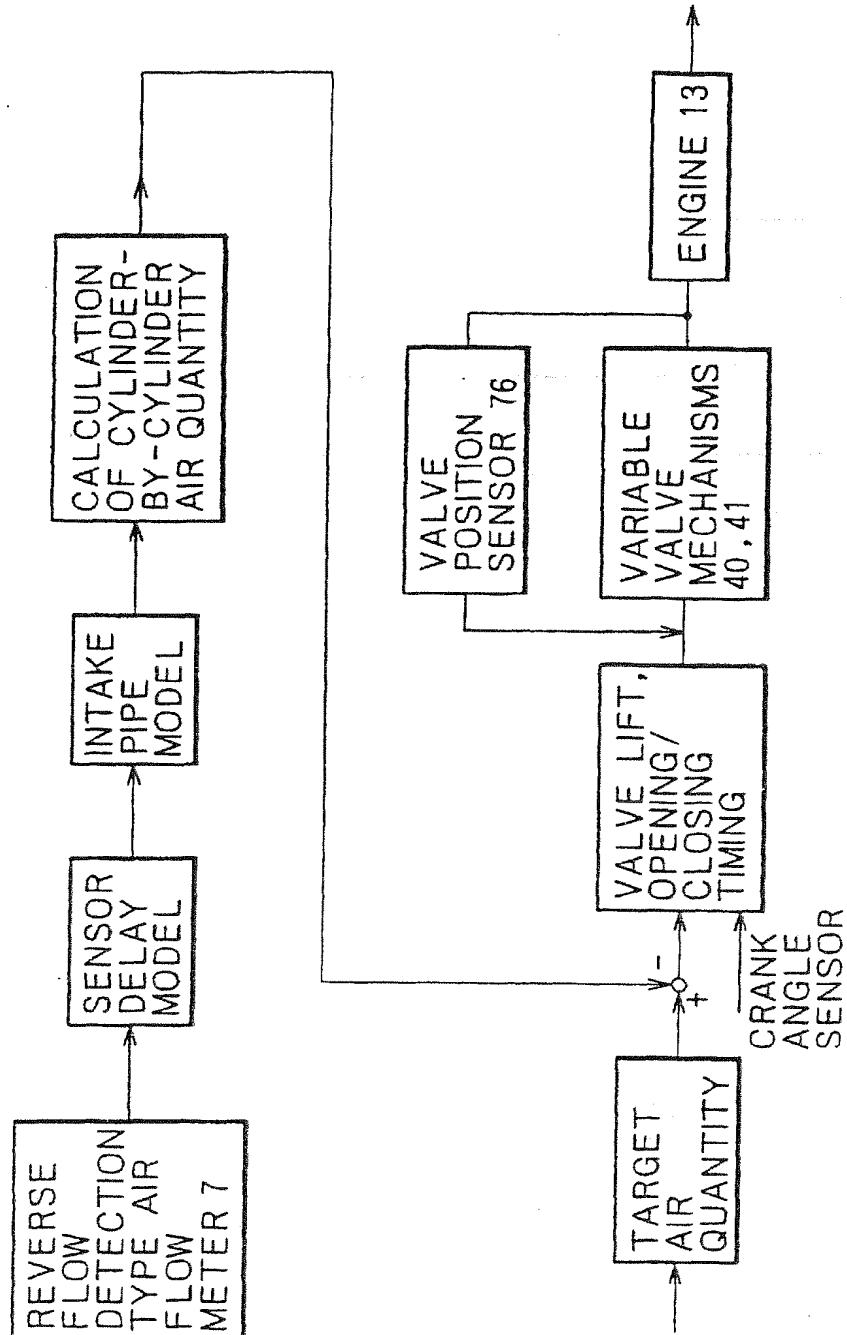 REVERSE
FLOW
DETECTION
TYPE AIR
FLOW
METER 7
SENSOR
DELAY
MODEL
INTAKE
PIPE
MODEL
CALCULATION
OF CYLINDER-
BY-CYLINDER
AIR QUANTITY
TARGET
AIR
QUANTITY
+
-
CRANK
ANGLE
SENSOR
VALVE LIFT,
OPENING/
CLOSING
TIMING
VALVE
POSITION
SENSOR 76
VARIABLE
VALVE
MECHANISMS
40,41
ENGINE 13